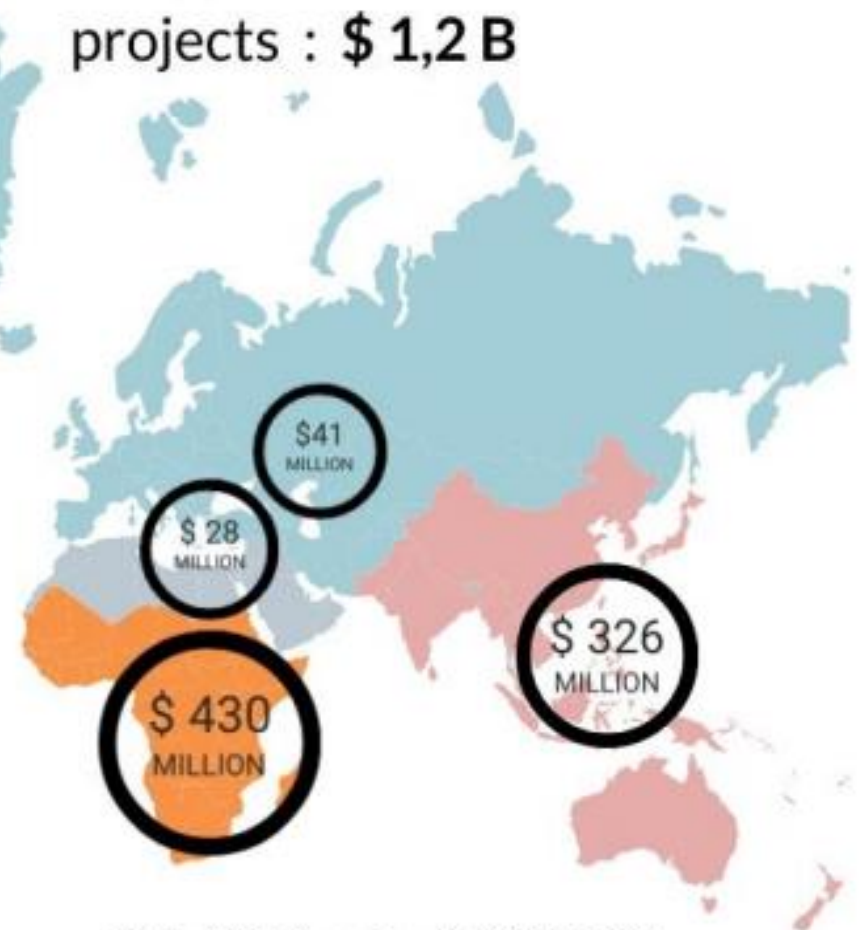 projects : $ 1,2 B
$41
MILLION
$ 28
MILLION
$ 326
MILLION
$ 430
MILLION